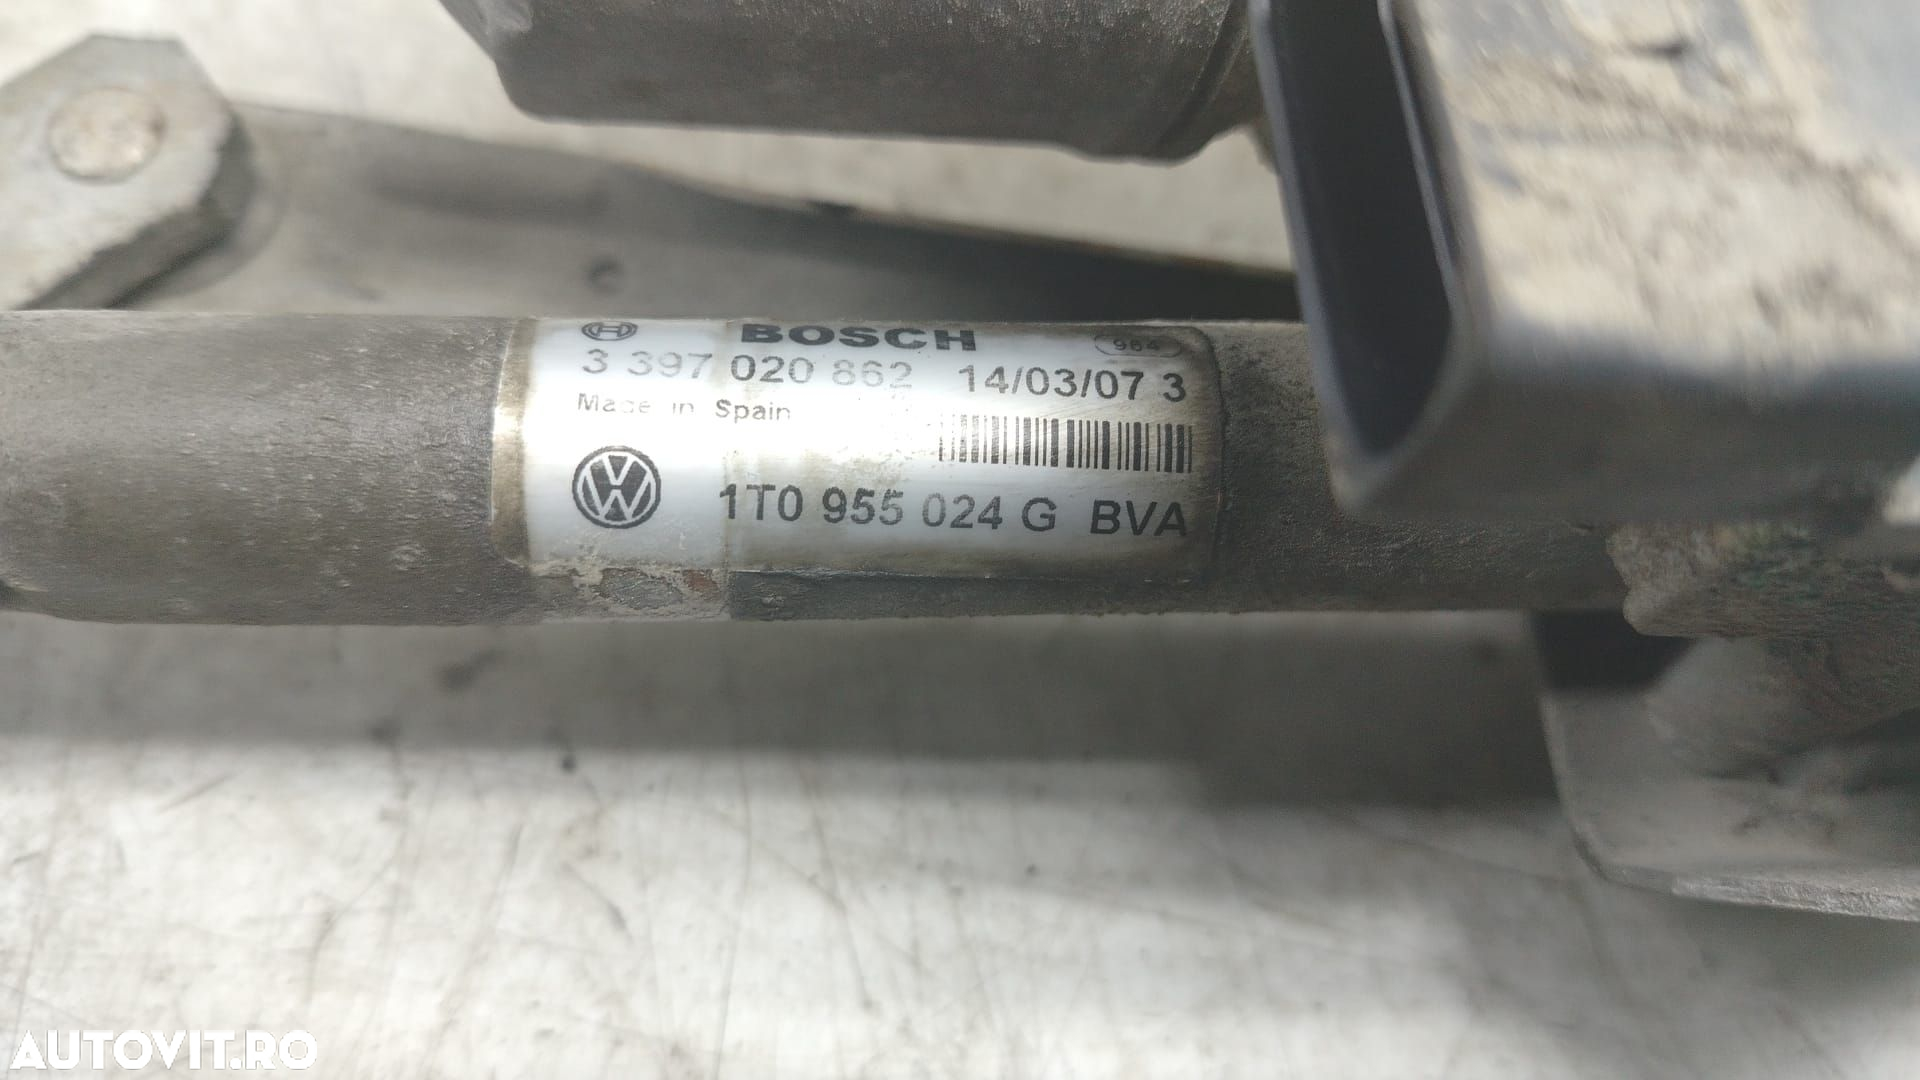 BOSCH 964
3 397 020 862 14/03/07 3
Made in Spain
1T0 955 024 G BVA
AUTOVIT.RO